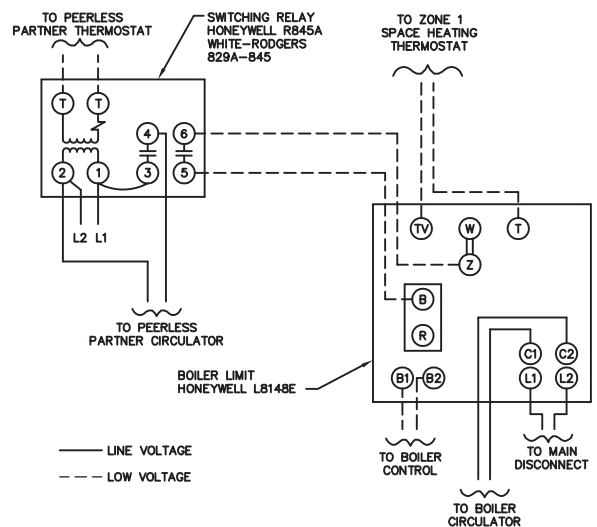 TO PEERLESS
PARTNER THERMOSTAT
SWITCHING RELAY
HONEYWELL R845A
WHITE-RODGERS
829A-845
TO ZONE 1
SPACE HEATING
THERMOSTAT
T
T
4
6
2
1
3
5
L2
L1
TO PEERLESS
PARTNER CIRCULATOR
TV
W
T
Z
B
R
C1
C2
B1
B2
L1
L2
BOILER LIMIT
HONEYWELL L8148E
LINE VOLTAGE
LOW VOLTAGE
TO BOILER
CONTROL
TO MAIN
DISCONNECT
TO BOILER
CIRCULATOR